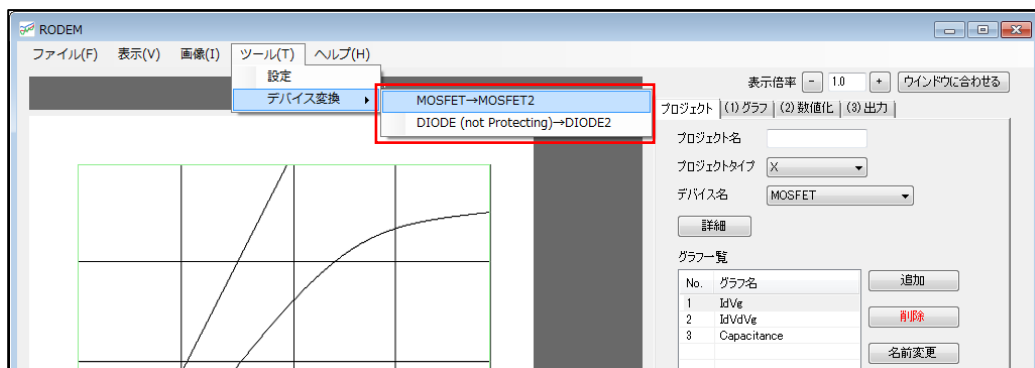 RODEM
ファイル(F) 表示(V) 画像(I) ツール(T) ヘルプ(H)
設定
デバイス変換
MOSFET→MOSFET2
DIODE (not Protecting)→DIODE2
表示倍率 - 1.0 + ウインドウに合わせる
プロジェクト (1)グラフ (2)数値化 (3)出力
プロジェクト名
プロジェクトタイプ X
デバイス名 MOSFET
詳細
グラフ一覧
No. グラフ名
1 IdVg
2 IdVdVg
3 Capacitance
追加
削除
名前変更